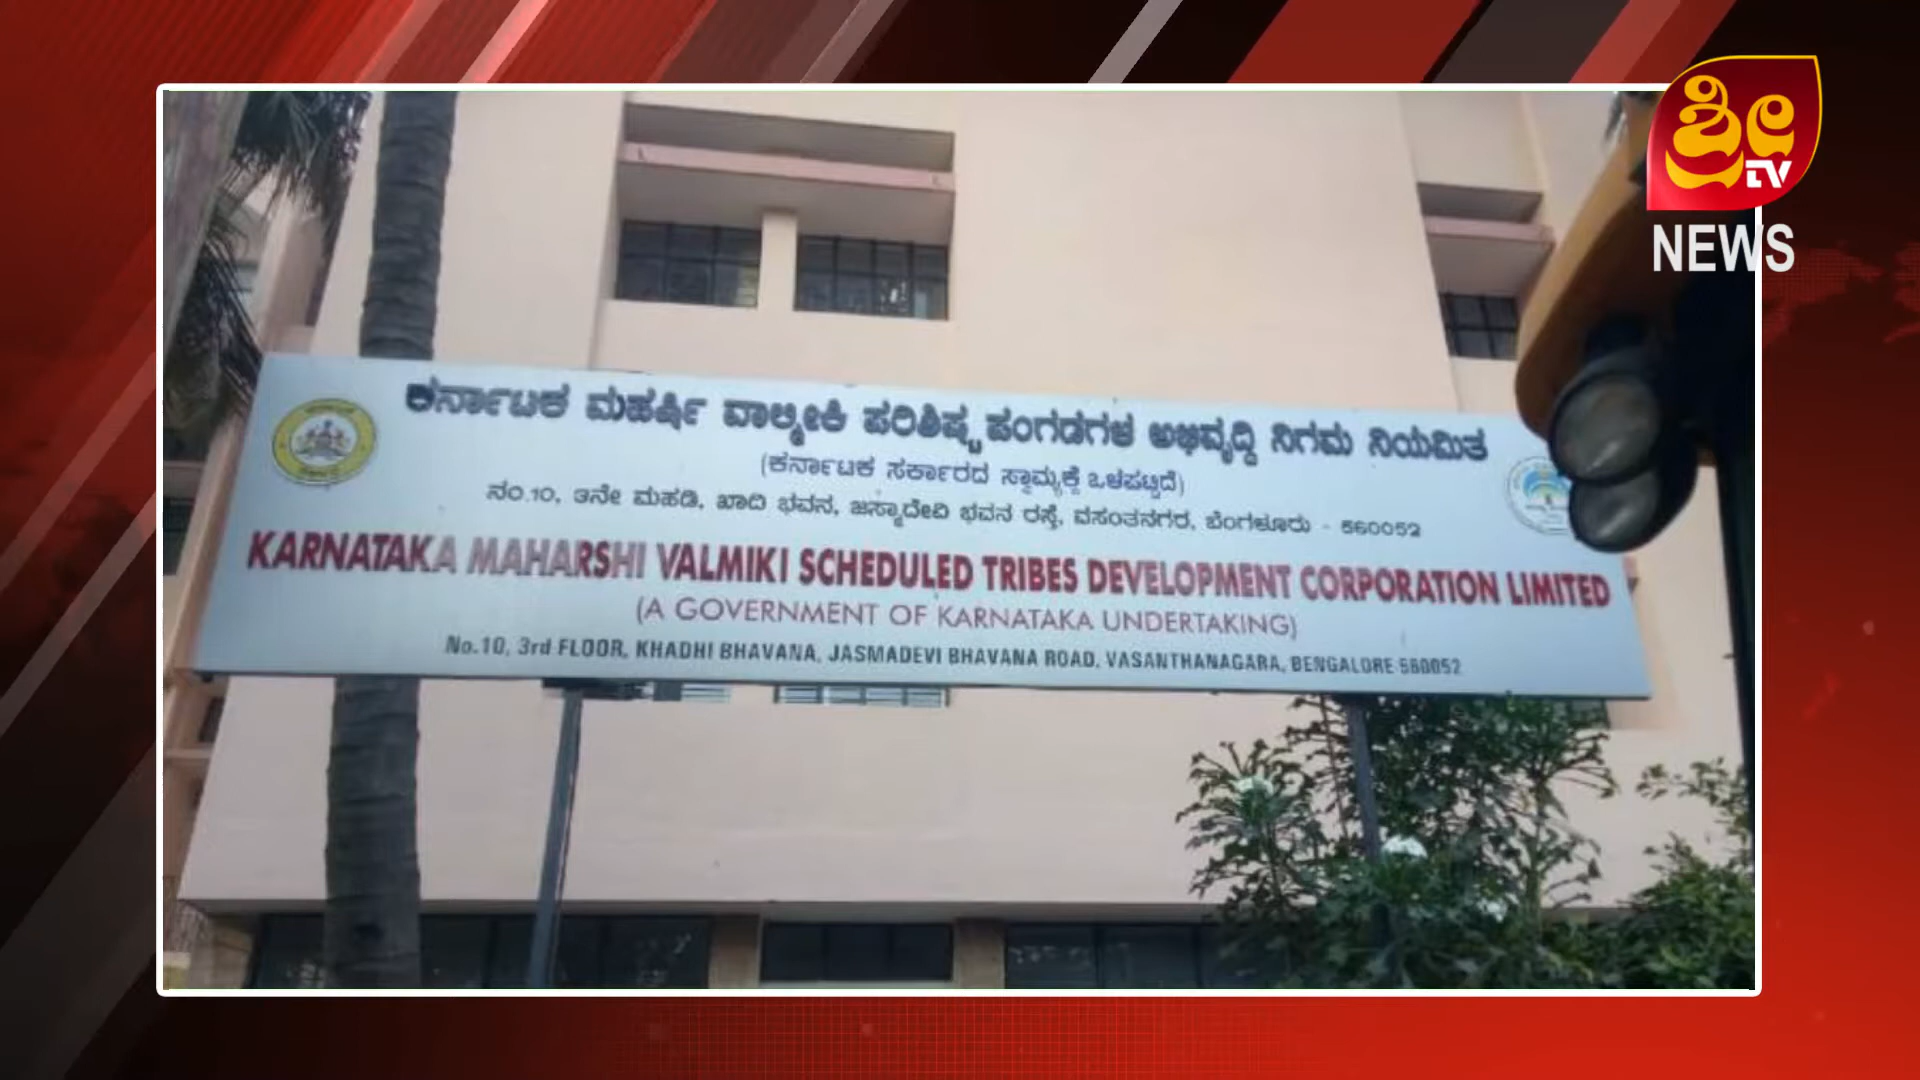 ಶ್ರೀ
TV
NEWS
ಕರ್ನಾಟಕ ಮಹರ್ಷಿ ವಾಲ್ಮೀಕಿ ಪರಿಶಿಷ್ಟ ಪಂಗಡಗಳ ಅಭಿವೃದ್ಧಿ ನಿಗಮ ನಿಯಮಿತ
(ಕರ್ನಾಟಕ ಸರ್ಕಾರದ ಸ್ವಾಮ್ಯಕ್ಕೆ ಒಳಪಟ್ಟಿದೆ)
ನಂ.10, 3ನೇ ಮಹಡಿ, ಖಾದಿ ಭವನ, ಜಸ್ಮಾದೇವಿ ಭವನ ರಸ್ತೆ, ವಸಂತನಗರ, ಬೆಂಗಳೂರು - 560052
KARNATAKA MAHARSHI VALMIKI SCHEDULED TRIBES DEVELOPMENT CORPORATION LIMITED
(A GOVERNMENT OF KARNATAKA UNDERTAKING)
No.10, 3rd FLOOR, KHADHI BHAVANA, JASMADEVI BHAVANA ROAD, VASANTHANAGARA, BENGALORE 560052